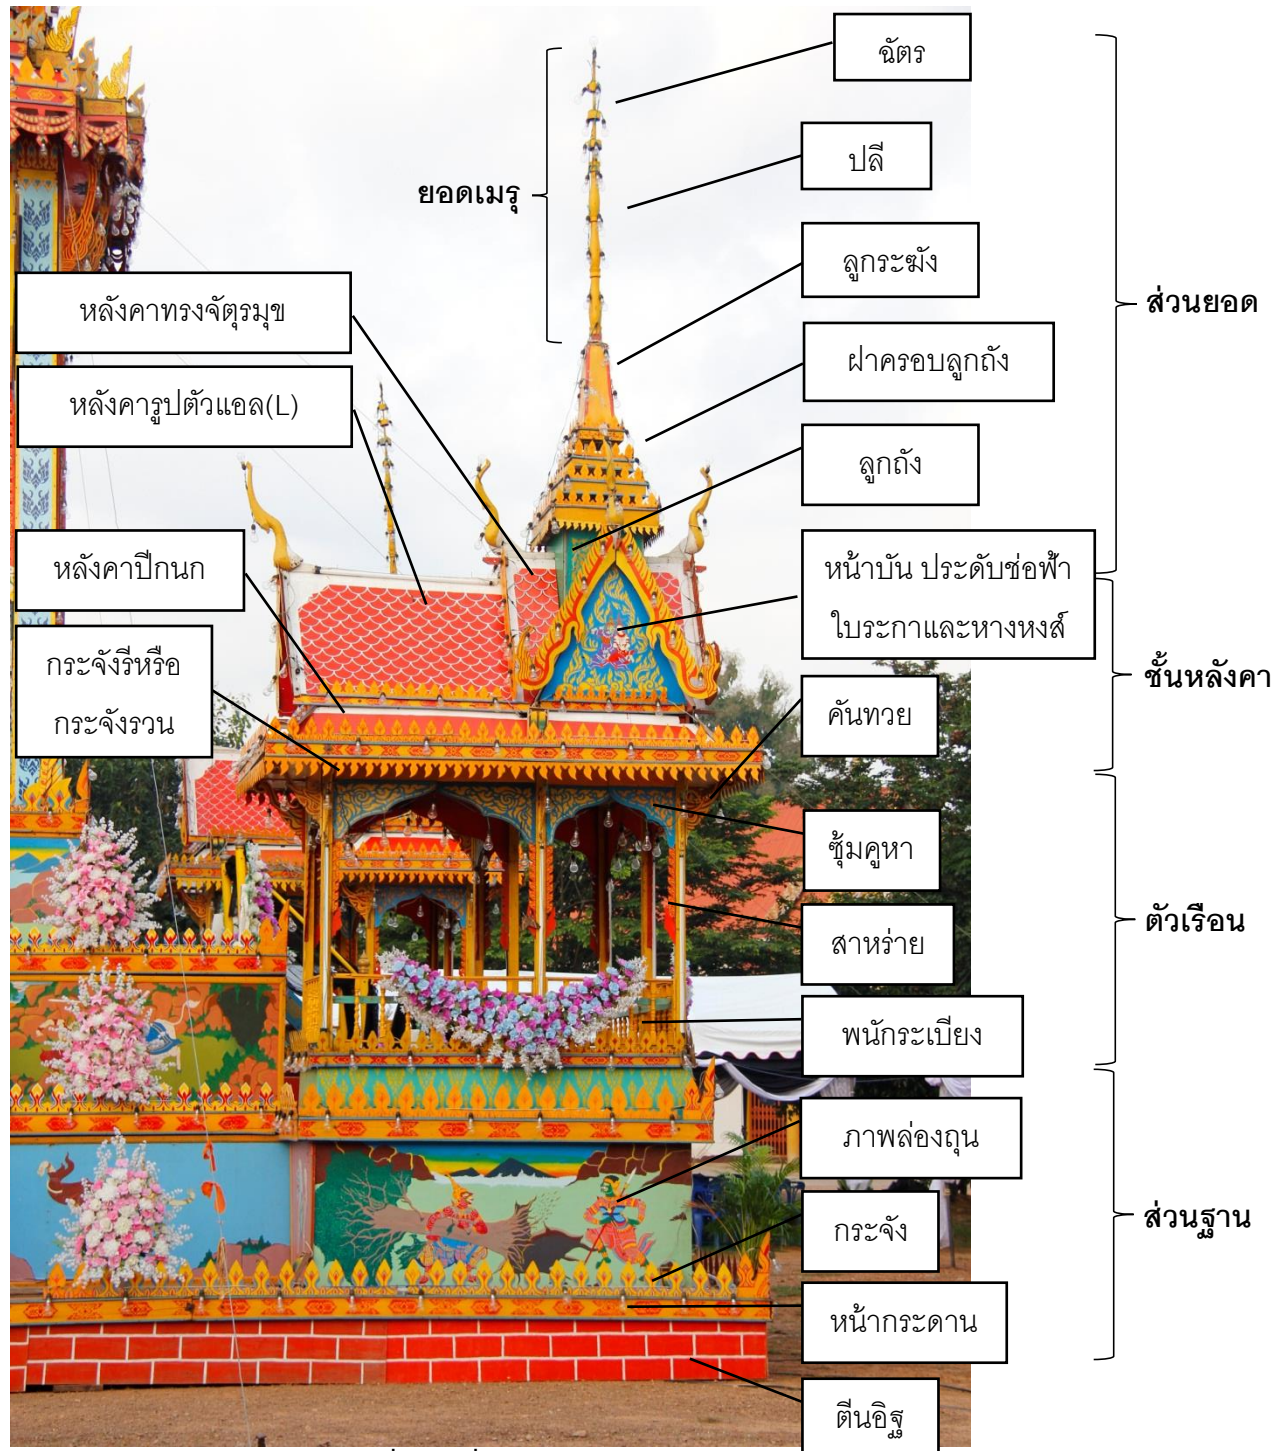 ฉัตร
ปลี
ยอดเมรุ
ลูกระฆัง
หลังคาทรงจัตุรมุข
ส่วนยอด
ฝาครอบลูกถัง
หลังคารูปตัวแอล(L)
ลูกถัง
หลังคาปีกนก
หน้าบัน ประดับช่อฟ้า
ใบระกาและหางหงส์
กระจังรีหรือ
กระจังรวน
ชั้นหลังคา
คันทวย
ซุ้มคูหา
ตัวเรือน
สาหร่าย
พนักระเบียง
ภาพล่องถุน
ส่วนฐาน
กระจัง
หน้ากระดาน
ตีนอิฐ